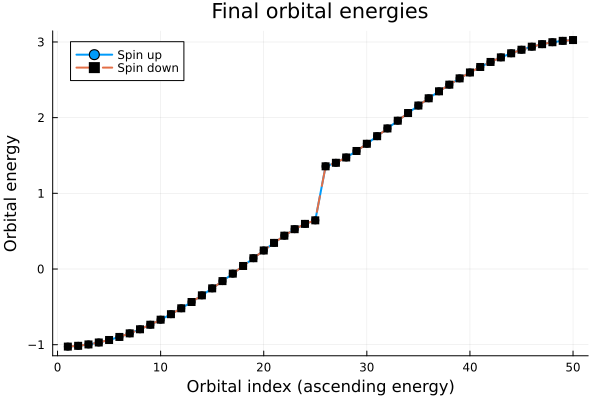 Final orbital energies
Spin up
Spin down
Orbital energy
3
2
1
0
−1
0 10 20 30 40 50
Orbital index (ascending energy)